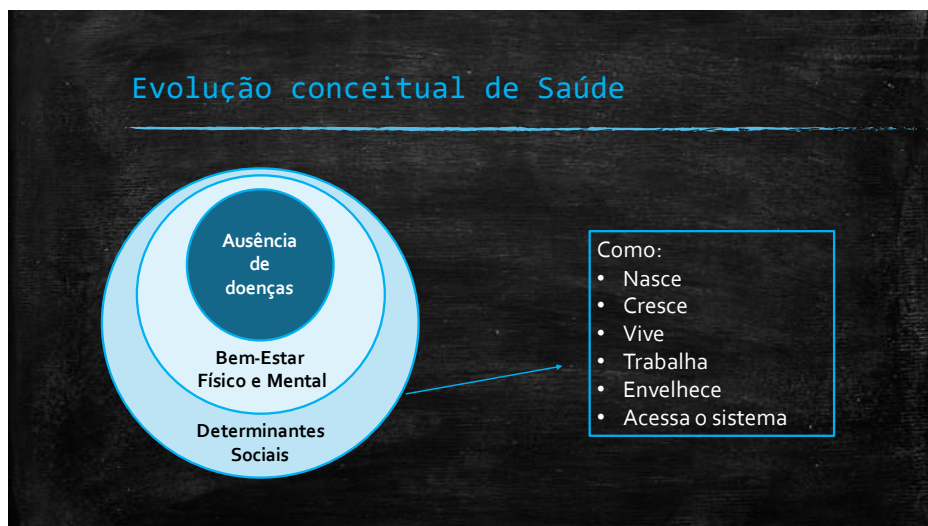 Evolução conceitual de Saúde
Ausência
de
doenças
Bem-Estar
Físico e Mental
Determinantes
Sociais
Como:
• Nasce
• Cresce
• Vive
• Trabalha
• Envelhece
• Acessa o sistema